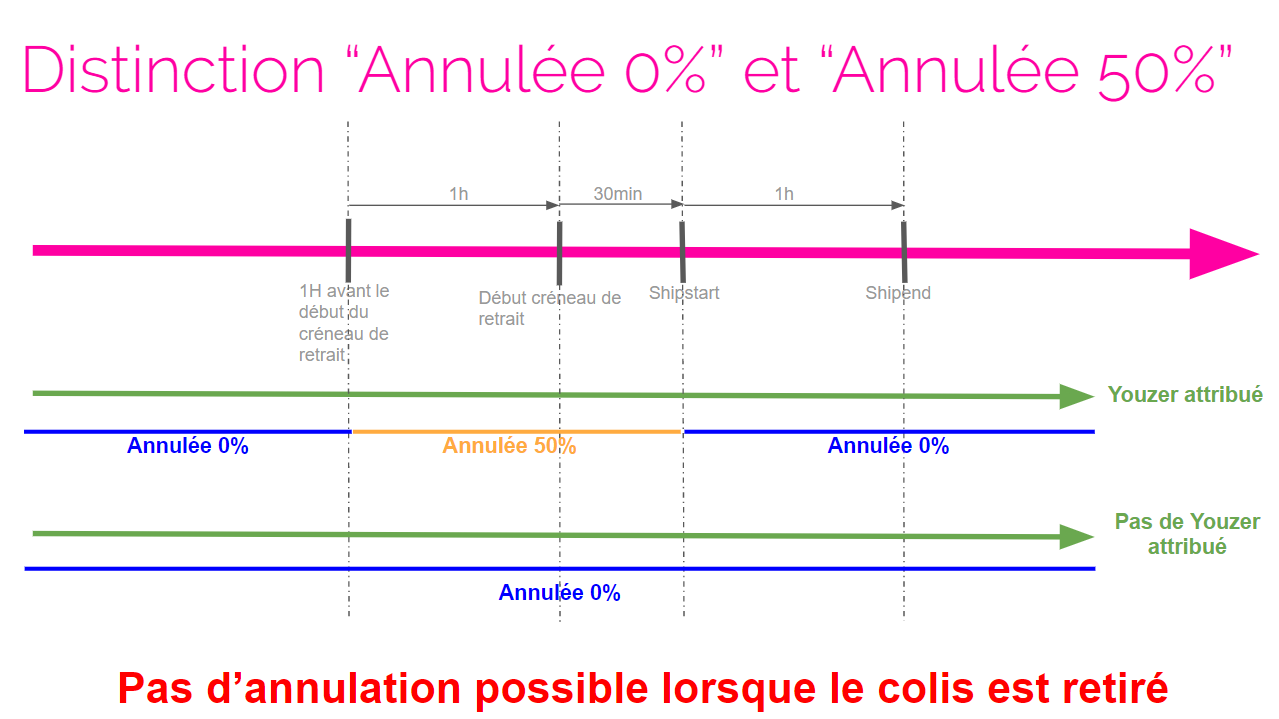 Distinction “Annulée 0%” et “Annulée 50%”
1h
30min
1h
1H avant le
début du
créneau de
retrait
Début créneau de
retrait
Shipstart
Shipend
Youzer attribué
Annulée 0%
Annulée 50%
Annulée 0%
Pas de Youzer
attribué
Annulée 0%
Pas d’annulation possible lorsque le colis est retiré